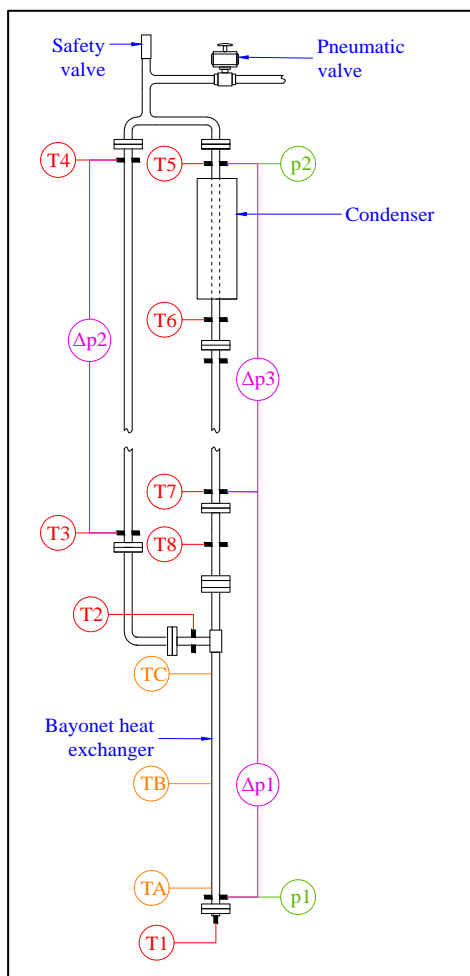 Safety
valve
Pneumatic
valve
T4
T5
p2
Condenser
T6
Δp2
Δp3
T7
T3
T8
T2
TC
Bayonet heat
exchanger
TB
Δp1
TA
p1
T1